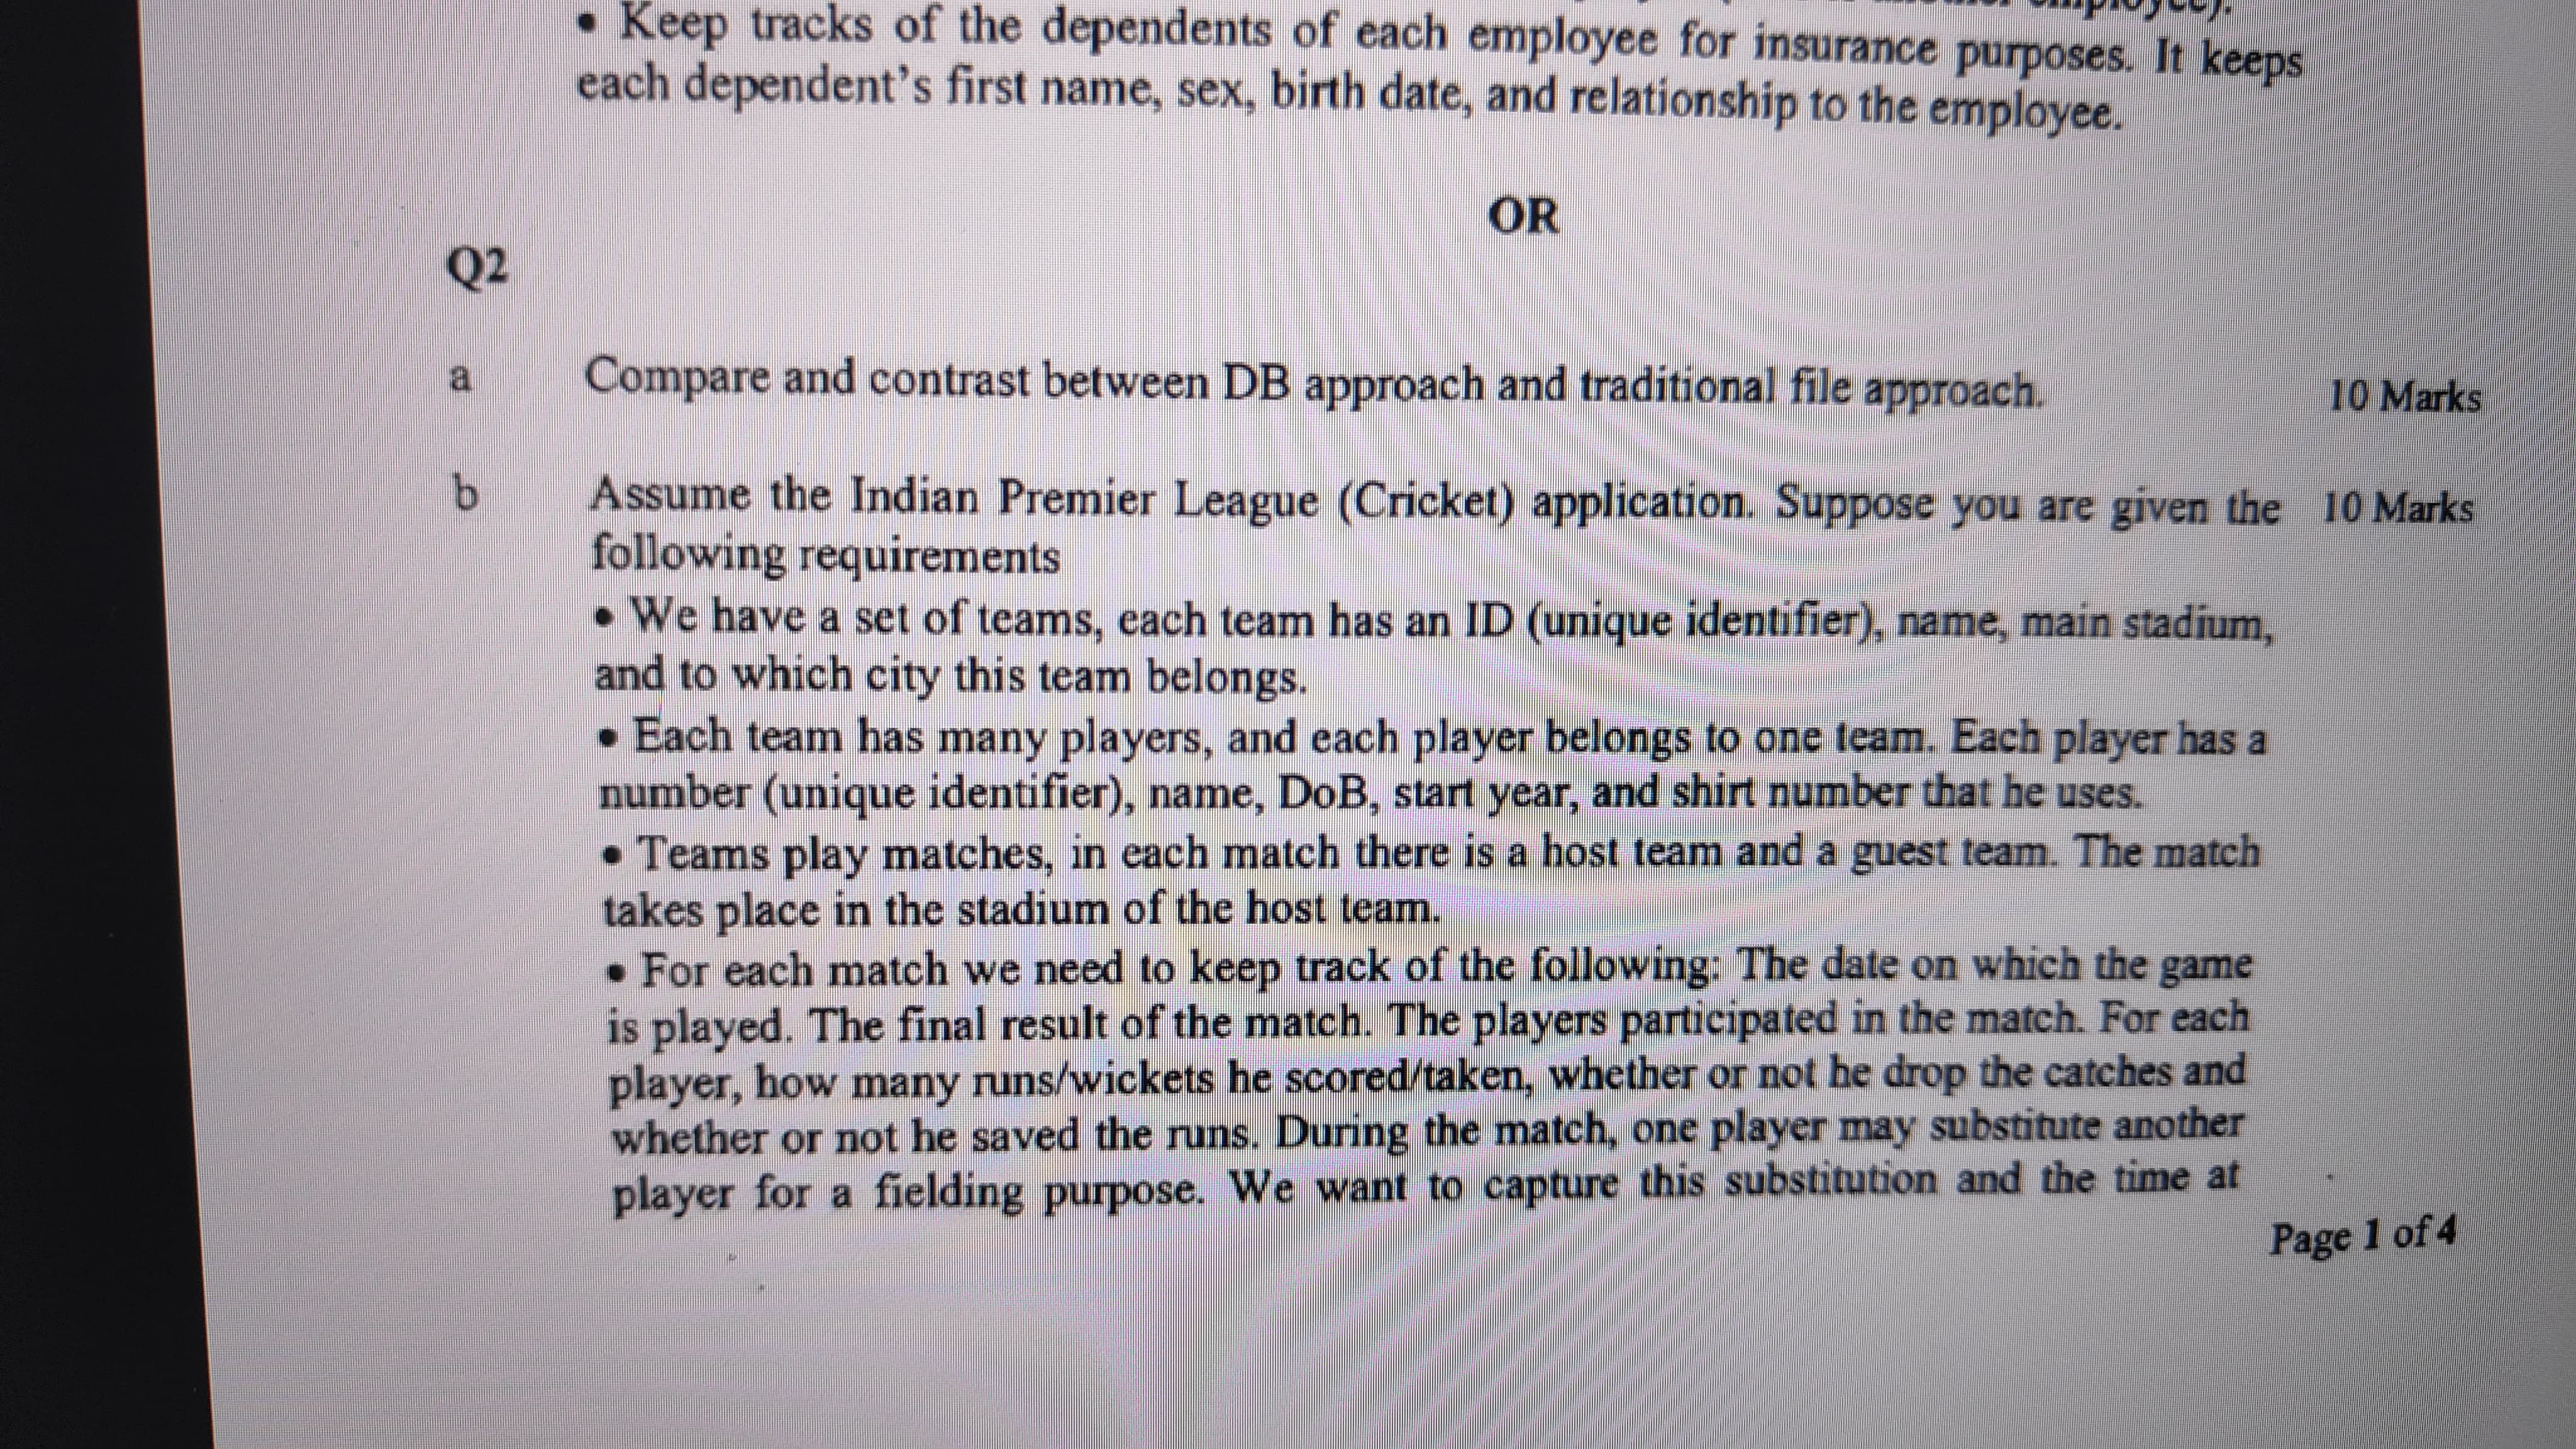 • Keep tracks of the dependents of each employee for insurance purposes. It keeps
each dependent's first name, sex, birth date, and relationship to the employee.
OR
Q2
a Compare and contrast between DB approach and traditional file approach. 10 Marks
b Assume the Indian Premier League (Cricket) application. Suppose you are given the 10 Marks
following requirements
• We have a set of teams, each team has an ID (unique identifier), name, main stadium,
and to which city this team belongs.
• Each team has many players, and each player belongs to one team. Each player has a
number (unique identifier), name, DoB, start year, and shirt number that he uses.
• Teams play matches, in each match there is a host team and a guest team. The match
takes place in the stadium of the host team.
• For each match we need to keep track of the following: The date on which the game
is played. The final result of the match. The players participated in the match. For each
player, how many runs/wickets he scored/taken, whether or not he drop the catches and
whether or not he saved the runs. During the match, one player may substitute another
player for a fielding purpose. We want to capture this substitution and the time at
Page 1 of 4